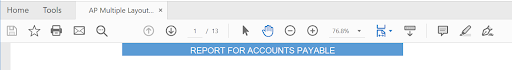 Home Tools AP Multiple Layout... ×
1 / 13 76.6%
REPORT FOR ACCOUNTS PAYABLE